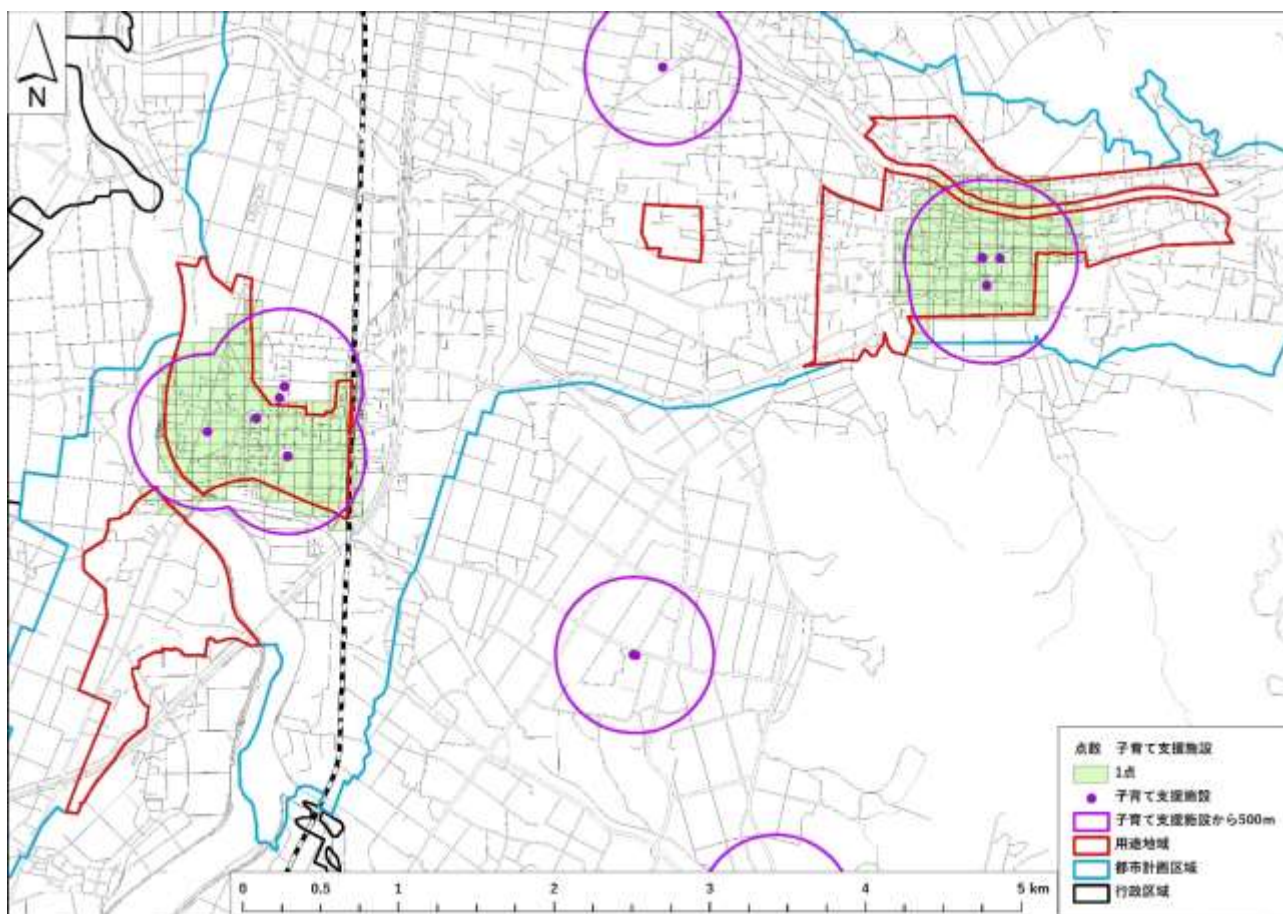 N
点数 子育て支援施設
1点
子育て支援施設
子育て支援施設から500m
用途地域
都市計画区域
行政区域
0 0.5 1 2 3 4 5 km